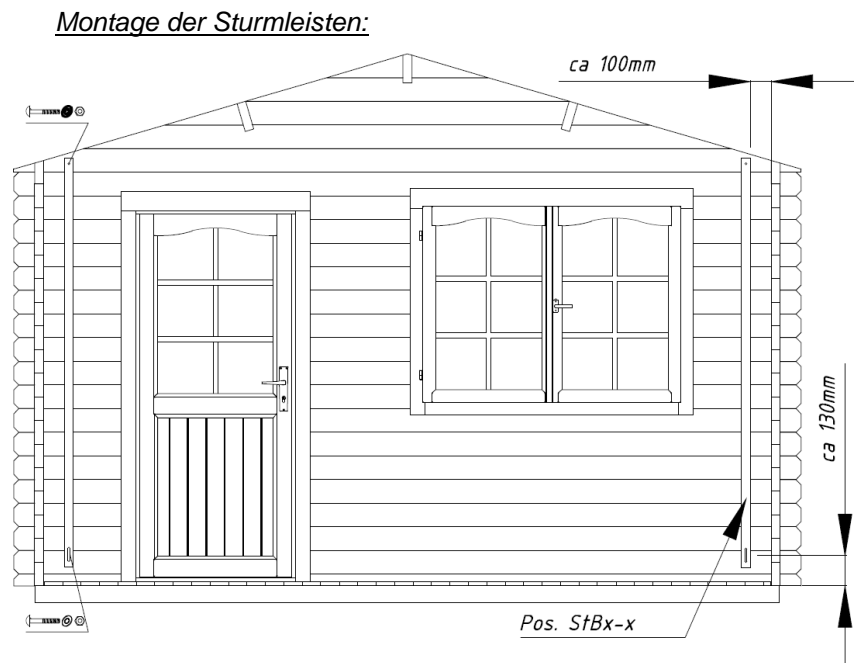 Montage der Sturmleisten:
ca 100mm
ca 130mm
Pos. StBx-x